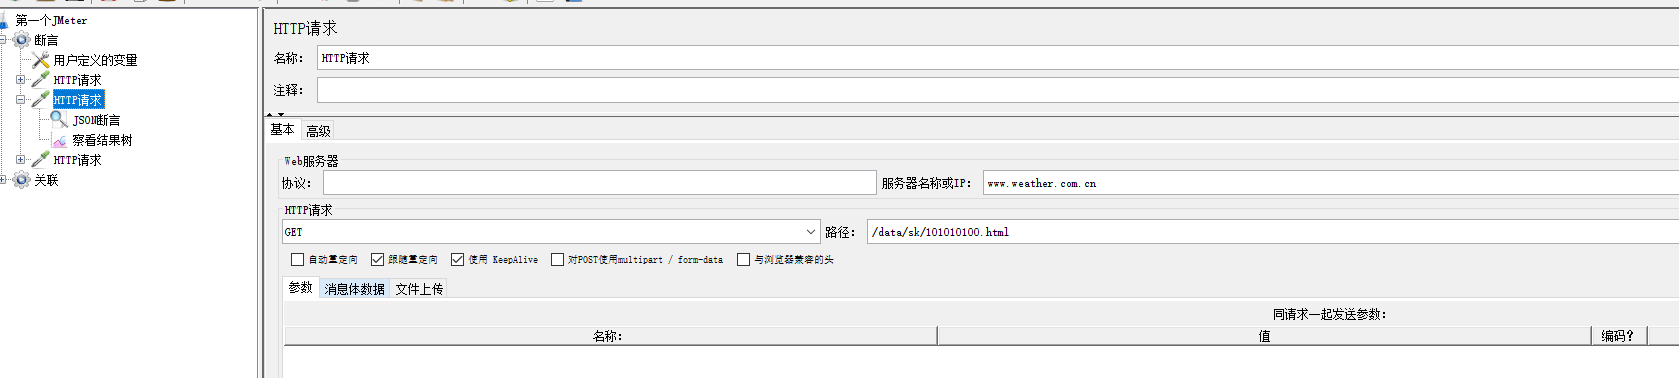 第一个JMeter
断言
用户定义的变量
HTTP请求
HTTP请求
JSON断言
察看结果树
HTTP请求
关联
HTTP请求
名称： HTTP请求
注释：
基本 高级
Web服务器
协议： 服务器名称或IP： www.weather.com.cn
HTTP请求
GET 路径： /data/sk/101010100.html
自动重定向 跟随重定向 使用 KeepAlive 对POST使用multipart / form-data 与浏览器兼容的头
参数 消息体数据 文件上传
同请求一起发送参数：
名称： 值 编码？